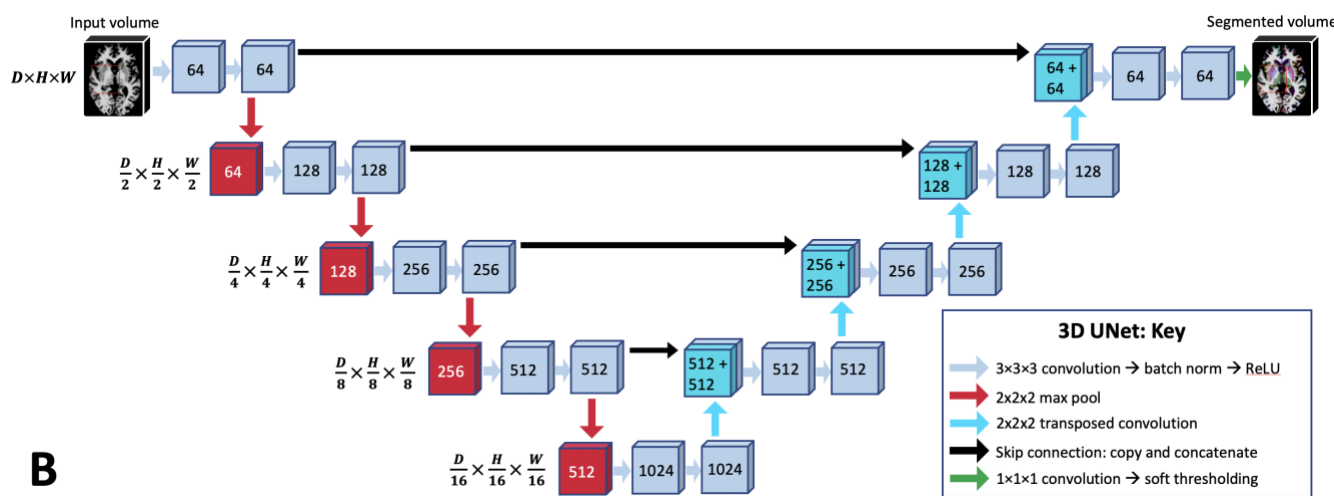 Input volume
Segmented volume
D×H×W
64
64
64 +
64
64
64
D/2 × H/2 × W/2
64
128
128
128 +
128
128
128
D/4 × H/4 × W/4
128
256
256
256 +
256
256
256
D/8 × H/8 × W/8
256
512
512
512 +
512
512
512
D/16 × H/16 × W/16
512
1024
1024
3D UNet: Key
3×3×3 convolution → batch norm → ReLU
2x2x2 max pool
2x2x2 transposed convolution
Skip connection: copy and concatenate
1×1×1 convolution → soft thresholding
B